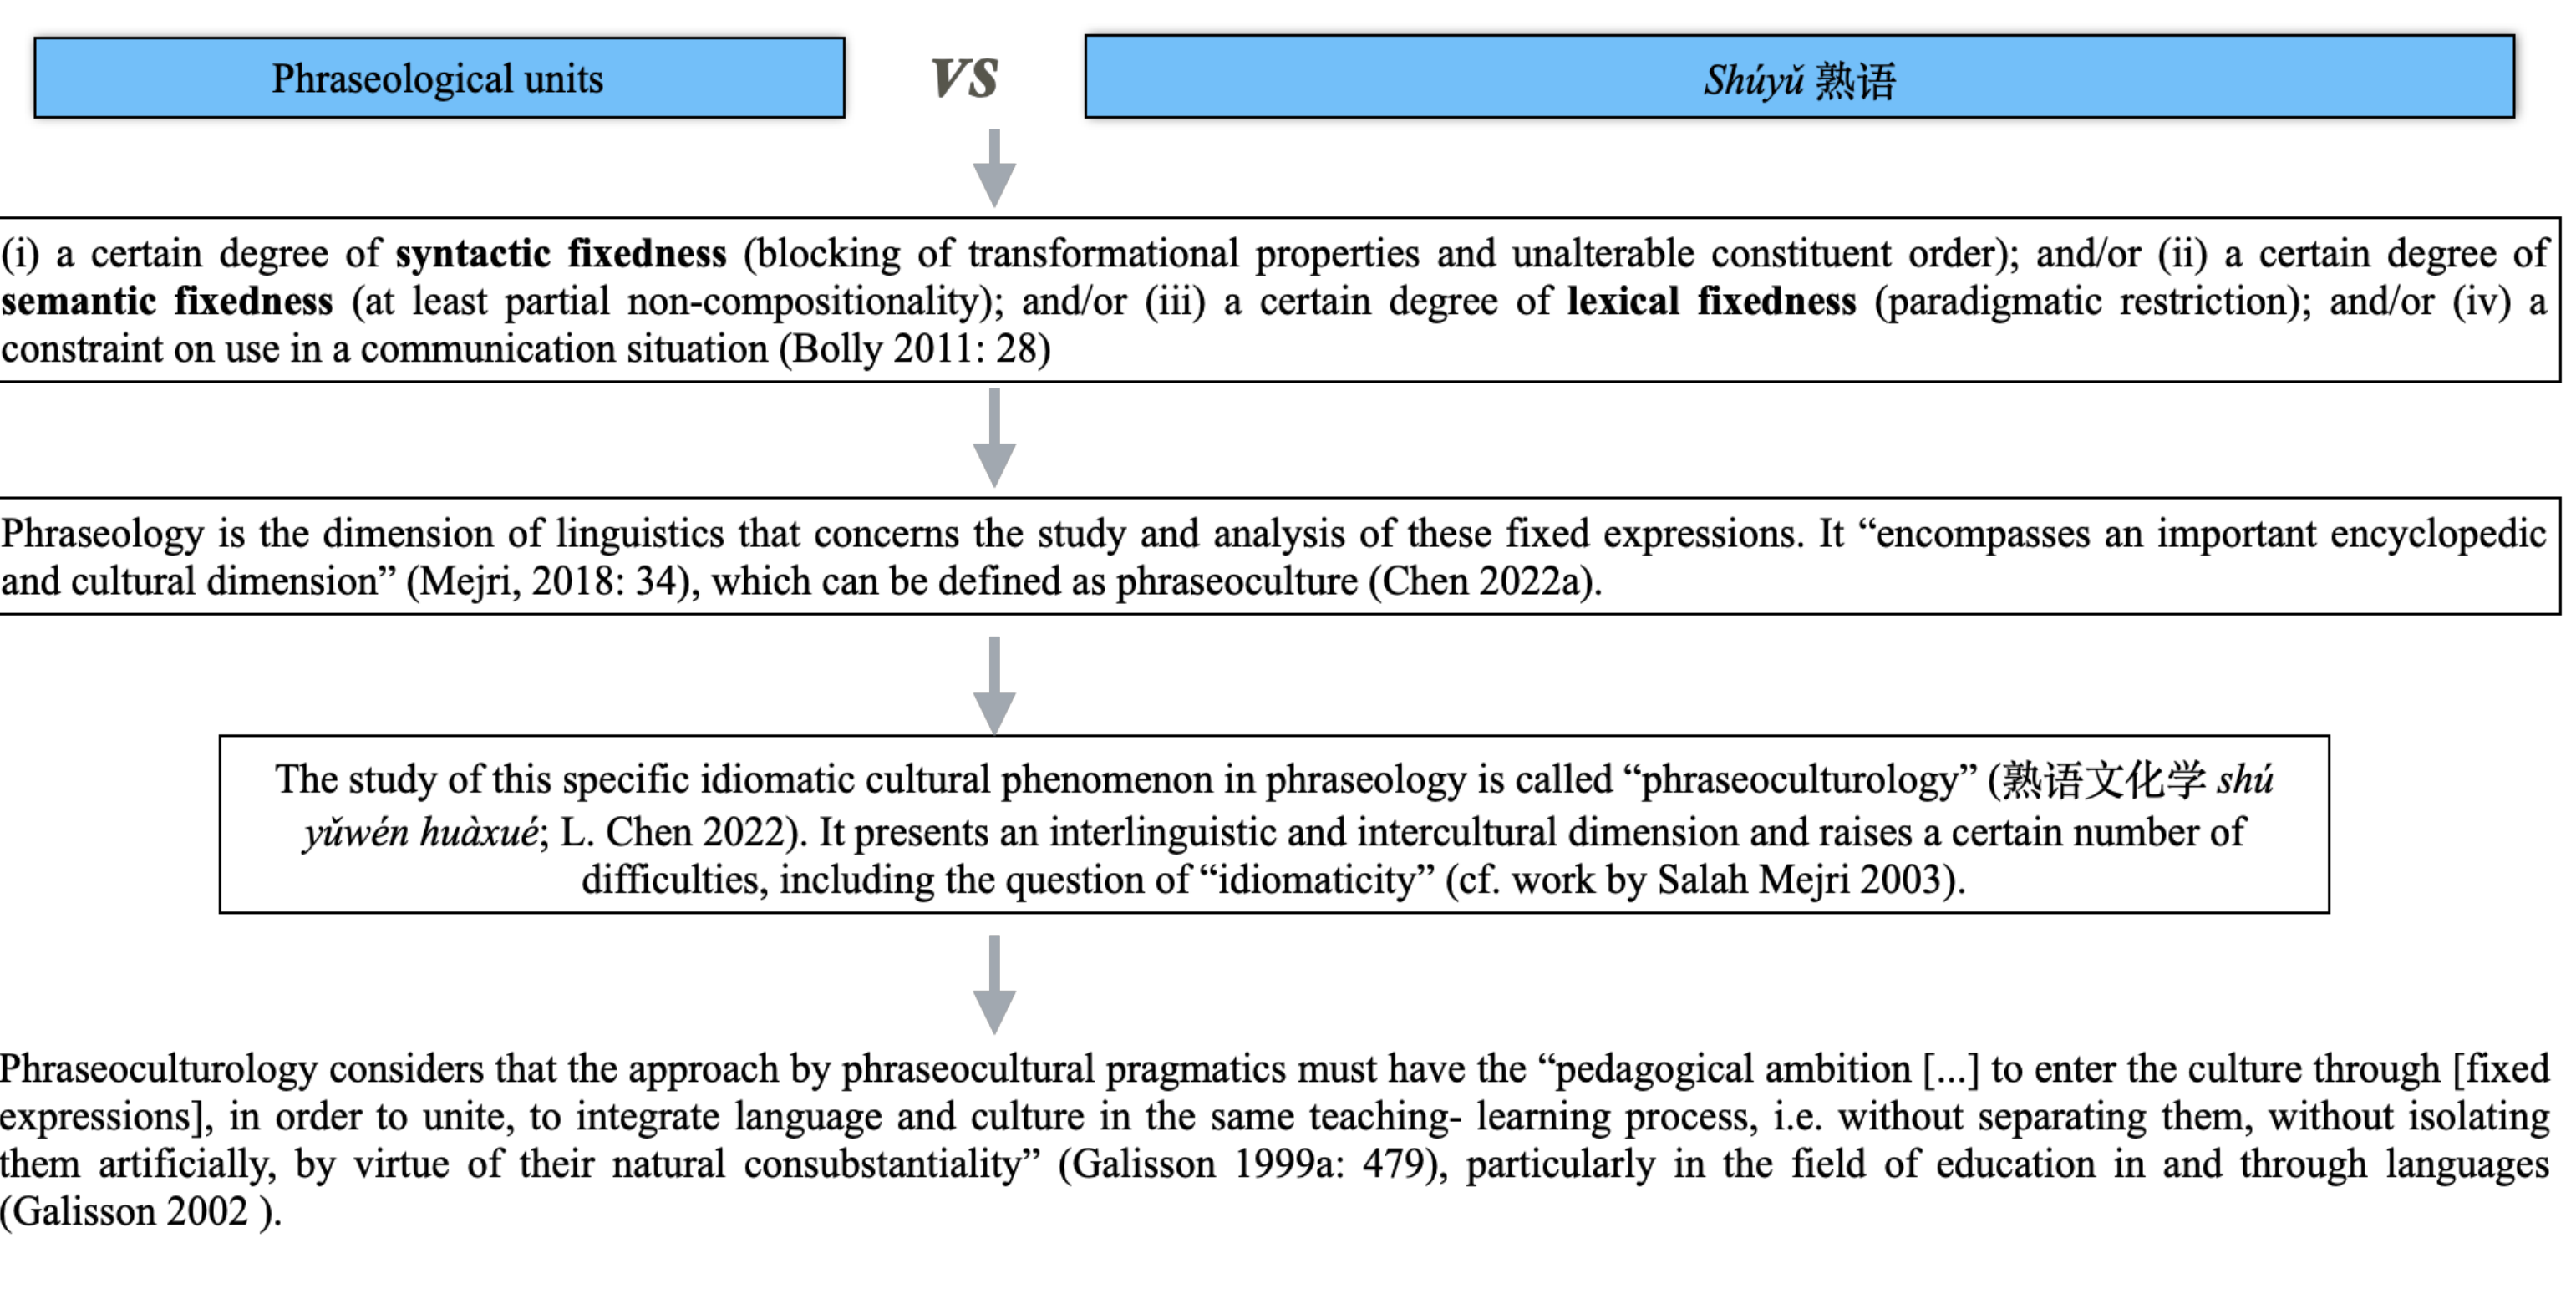 Phraseological units
vs
Shúyǔ 熟语
(i) a certain degree of syntactic fixedness (blocking of transformational properties and unalterable constituent order); and/or (ii) a certain degree of
semantic fixedness (at least partial non-compositionality); and/or (iii) a certain degree of lexical fixedness (paradigmatic restriction); and/or (iv) a
constraint on use in a communication situation (Bolly 2011: 28)
Phraseology is the dimension of linguistics that concerns the study and analysis of these fixed expressions. It “encompasses an important encyclopedic
and cultural dimension” (Mejri, 2018: 34), which can be defined as phraseoculture (Chen 2022a).
The study of this specific idiomatic cultural phenomenon in phraseology is called “phraseoculturology” (熟语文化学 shú
yǔwén huàxué; L. Chen 2022). It presents an interlinguistic and intercultural dimension and raises a certain number of
difficulties, including the question of “idiomaticity” (cf. work by Salah Mejri 2003).
Phraseoculturology considers that the approach by phraseocultural pragmatics must have the “pedagogical ambition [...] to enter the culture through [fixed
expressions], in order to unite, to integrate language and culture in the same teaching- learning process, i.e. without separating them, without isolating
them artificially, by virtue of their natural consubstantiality” (Galisson 1999a: 479), particularly in the field of education in and through languages
(Galisson 2002 ).